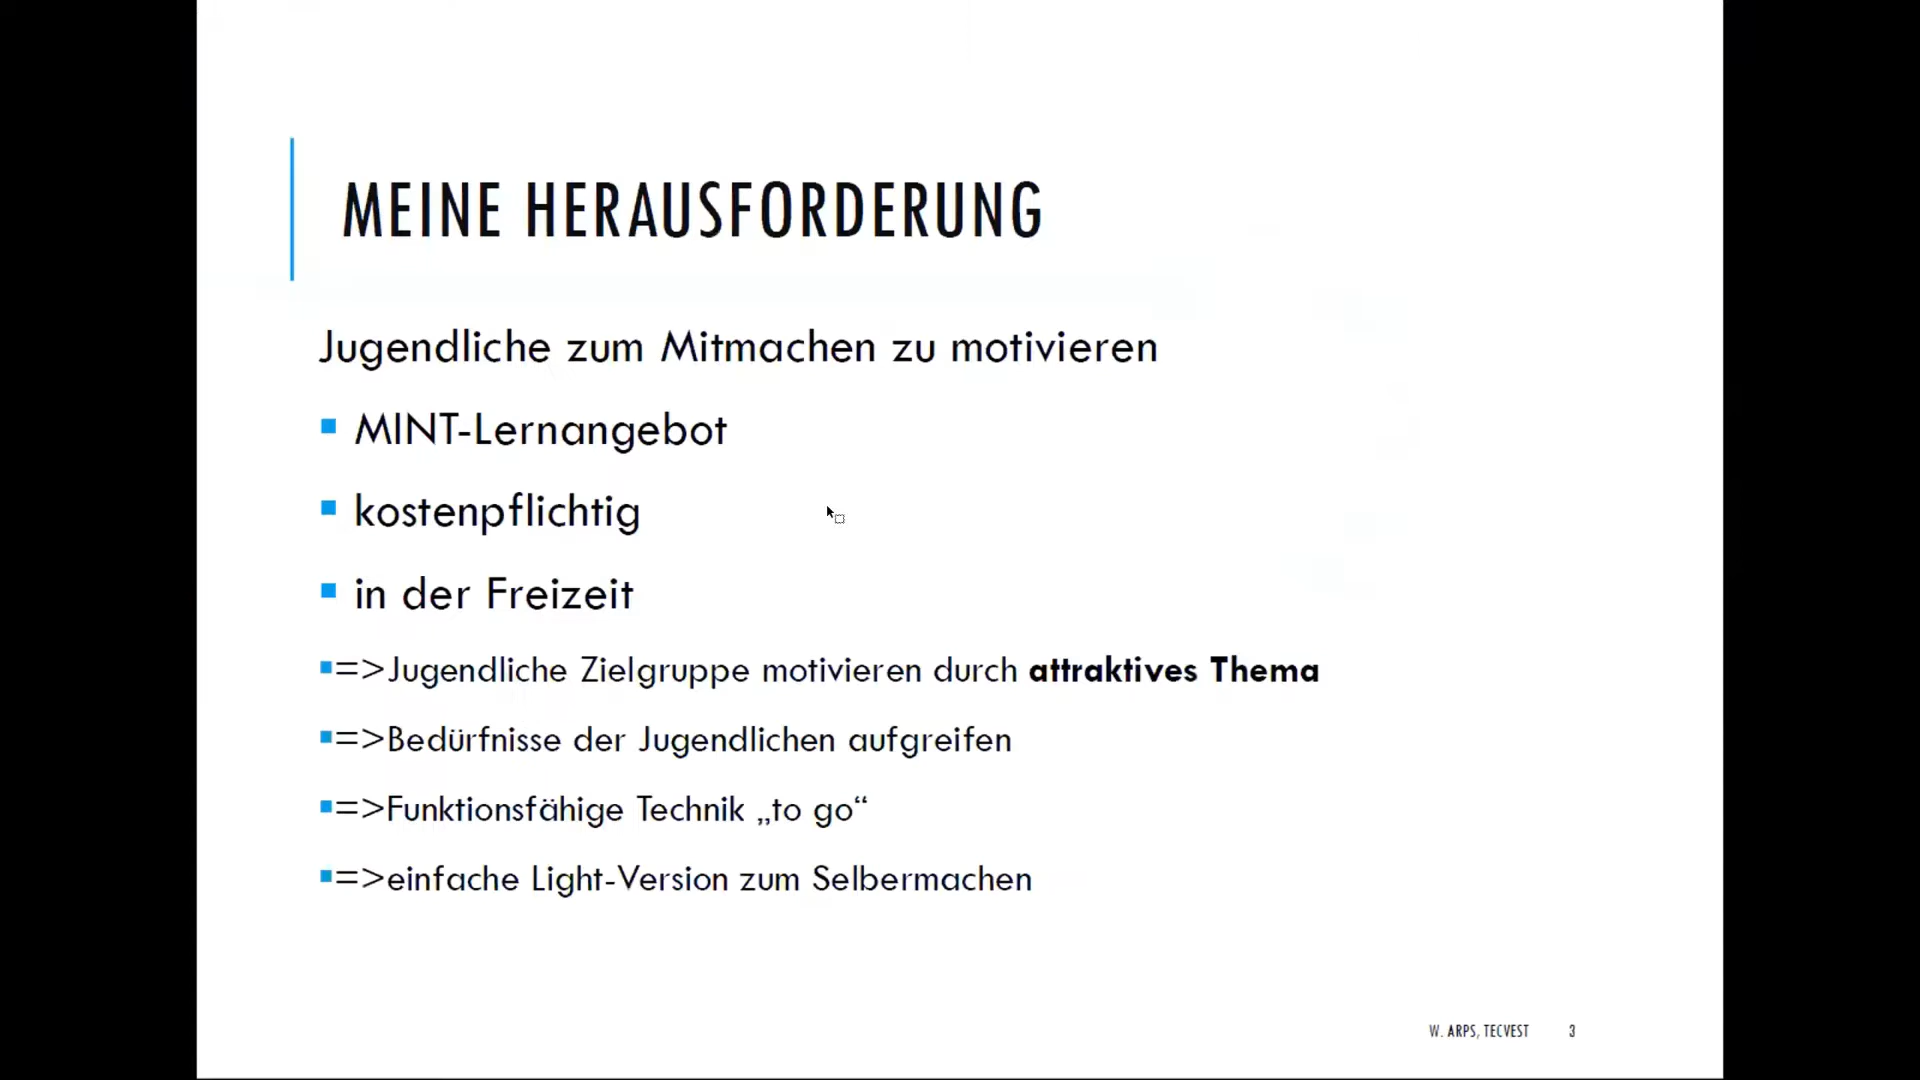 MEINE HERAUSFORDERUNG
Jugendliche zum Mitmachen zu motivieren
▪ MINT-Lernangebot
▪ kostenpflichtig
▪ in der Freizeit
▪=>Jugendliche Zielgruppe motivieren durch attraktives Thema
▪=>Bedürfnisse der Jugendlichen aufgreifen
▪=>Funktionsfähige Technik „to go“
▪=>einfache Light-Version zum Selbermachen
W. ARPS, TECVEST 3